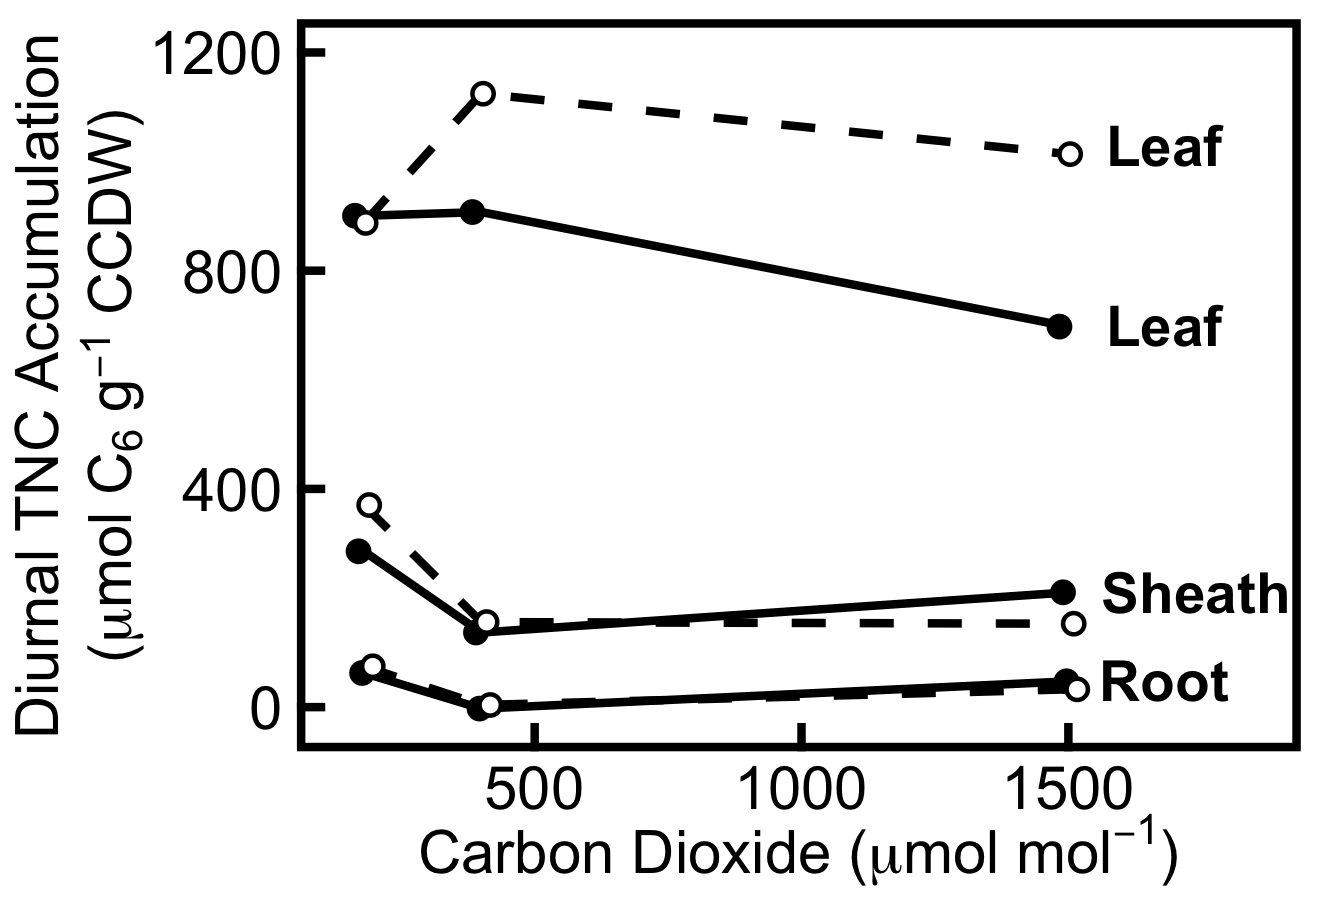 Diurnal TNC Accumulation
(μmol C₆ g⁻¹ CCDW)
1200
800
400
0
Leaf
Leaf
Sheath
Root
500 1000 1500
Carbon Dioxide (μmol mol⁻¹)